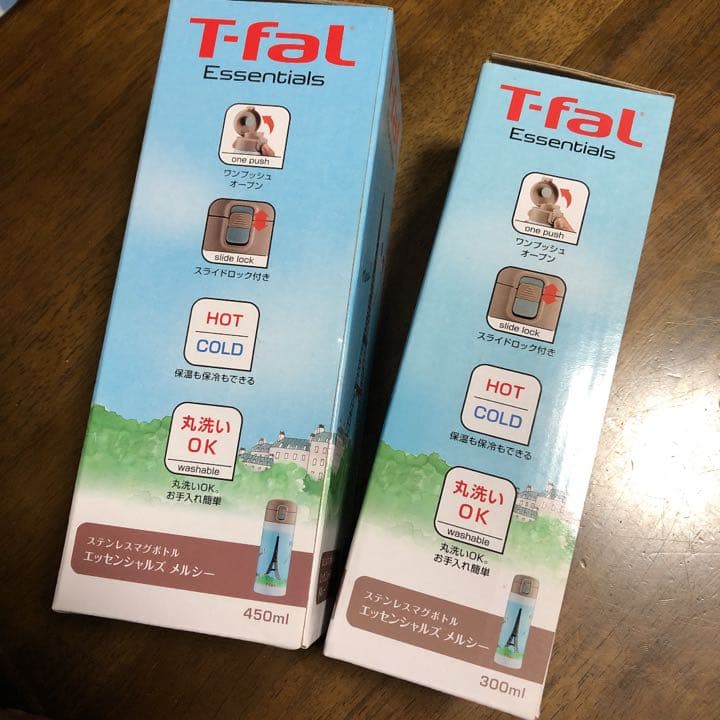 T-fal
Essentials
one push
ワンプッシュ
オープン
slide lock
スライドロック付き
HOT
COLD
保温も保冷もできる
丸洗い
OK
washable
丸洗いOK。
お手入れ簡単
ステンレスマグボトル
エッセンシャルズ メルシー
450ml
T-fal
Essentials
one push
ワンプッシュ
オープン
slide lock
スライドロック付き
HOT
COLD
保温も保冷もできる
丸洗い
OK
washable
丸洗いOK。
お手入れ簡単
ステンレスマグボトル
エッセンシャルズ メルシー
300ml